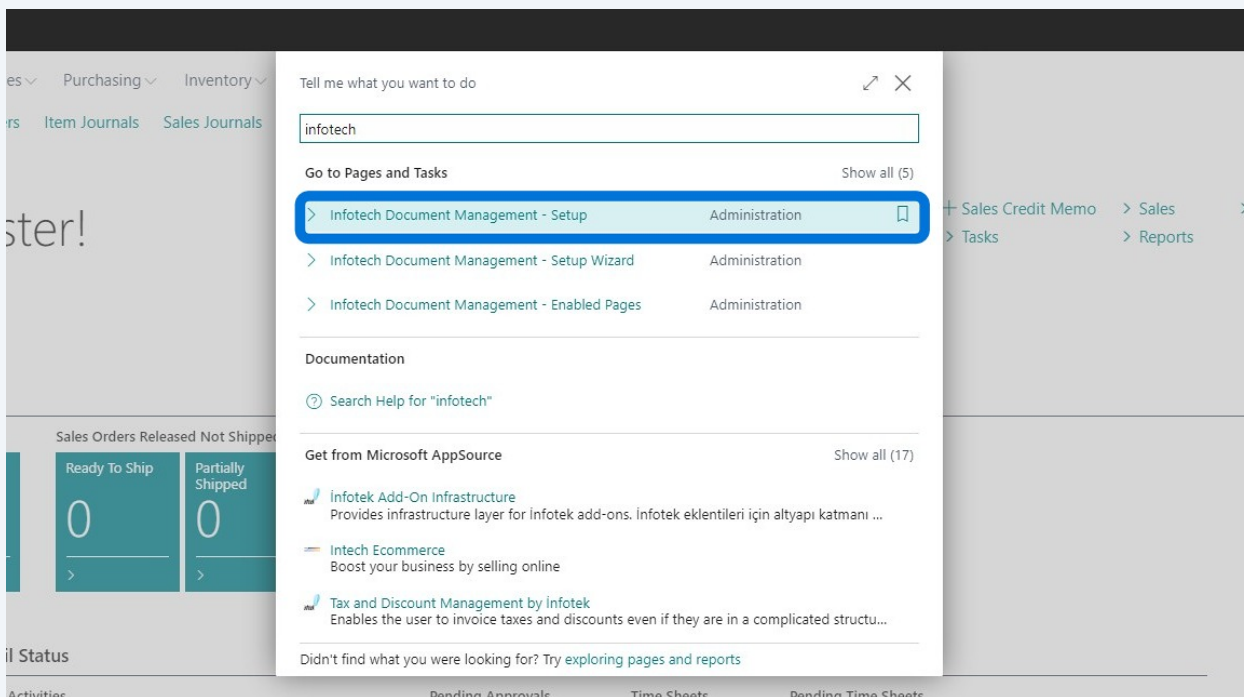 es Purchasing Inventory
rs Item Journals Sales Journals
ster!
Tell me what you want to do
infotech
Go to Pages and Tasks Show all (5)
Infotech Document Management - Setup Administration
Infotech Document Management - Setup Wizard Administration
Infotech Document Management - Enabled Pages Administration
Documentation
Search Help for "infotech"
Get from Microsoft AppSource Show all (17)
İnfotek Add-On Infrastructure
Provides infrastructure layer for İnfotek add-ons. İnfotek eklentileri için altyapı katmanı ...
Intech Ecommerce
Boost your business by selling online
Tax and Discount Management by İnfotek
Enables the user to invoice taxes and discounts even if they are in a complicated structu...
Didn't find what you were looking for? Try exploring pages and reports
+ Sales Credit Memo > Sales
> Tasks > Reports
Sales Orders Released Not Shipped
Ready To Ship
0
Partially
Shipped
0
il Status
Activities Pending Approvals Time Sheets Pending Time Sheets